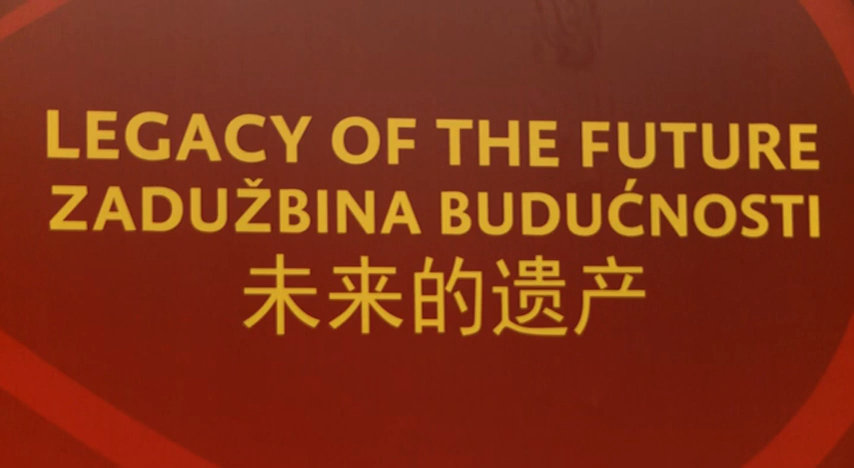 LEGACY OF THE FUTURE
ZADUŽBINA BUDUĆNOSTI
未来的遗产